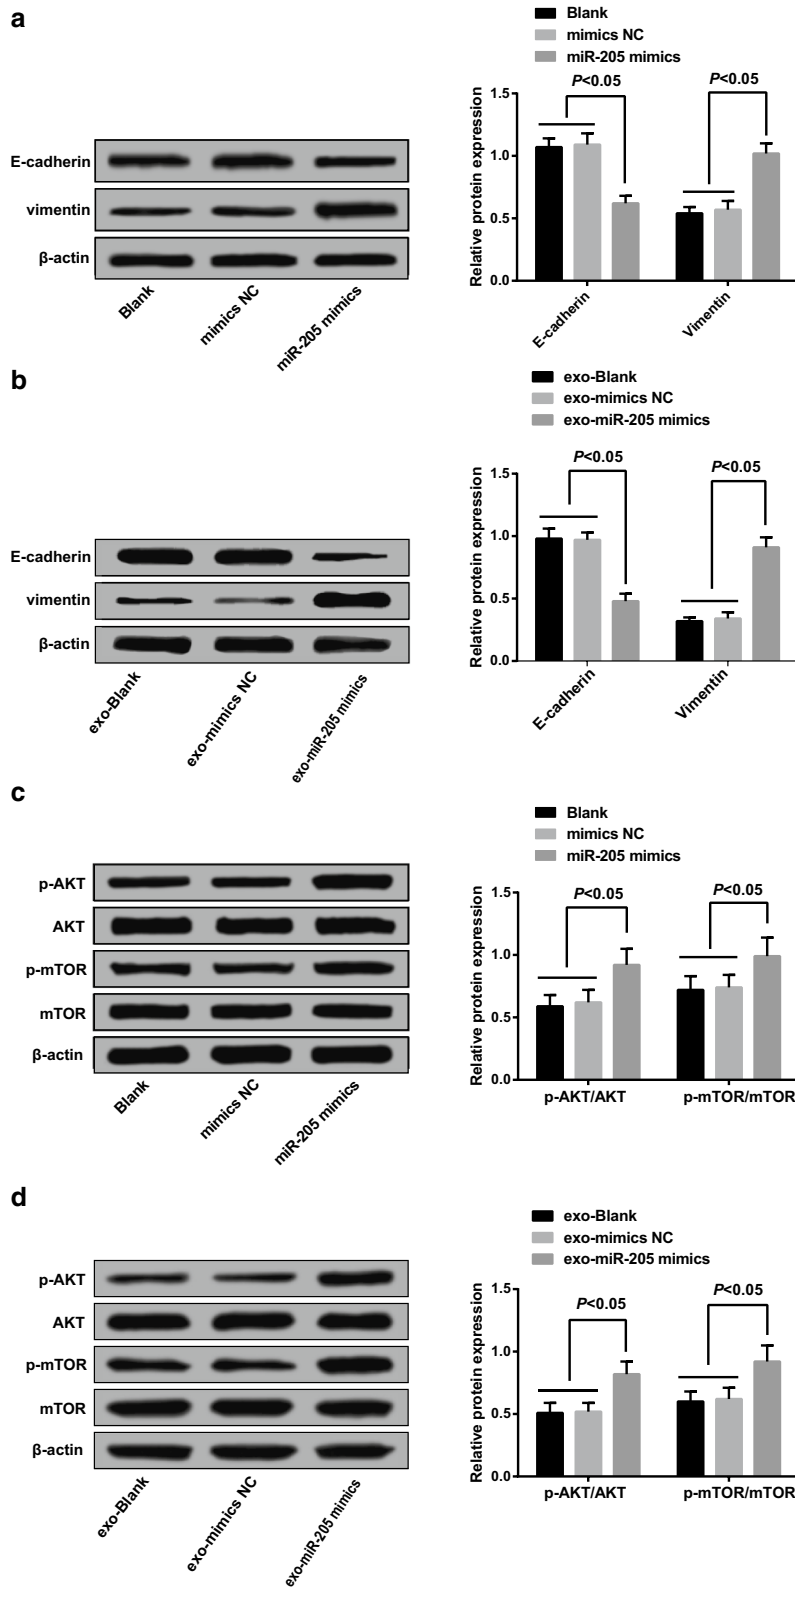 a
Blank
mimics NC
miR-205 mimics
E-cadherin
vimentin
β-actin
Blank
mimics NC
miR-205 mimics
P<0.05
P<0.05
Relative protein expression
1.5
1.0
0.5
0.0
E-cadherin
Vimentin
b
exo-Blank
exo-mimics NC
exo-miR-205 mimics
E-cadherin
vimentin
β-actin
exo-Blank
exo-mimics NC
exo-miR-205 mimics
P<0.05
P<0.05
Relative protein expression
1.5
1.0
0.5
0.0
E-cadherin
Vimentin
c
Blank
mimics NC
miR-205 mimics
p-AKT
AKT
p-mTOR
mTOR
β-actin
Blank
mimics NC
miR-205 mimics
P<0.05
P<0.05
Relative protein expression
1.5
1.0
0.5
0.0
p-AKT/AKT
p-mTOR/mTOR
d
exo-Blank
exo-mimics NC
exo-miR-205 mimics
p-AKT
AKT
p-mTOR
mTOR
β-actin
exo-Blank
exo-mimics NC
exo-miR-205 mimics
P<0.05
P<0.05
Relative protein expression
1.5
1.0
0.5
0.0
p-AKT/AKT
p-mTOR/mTOR